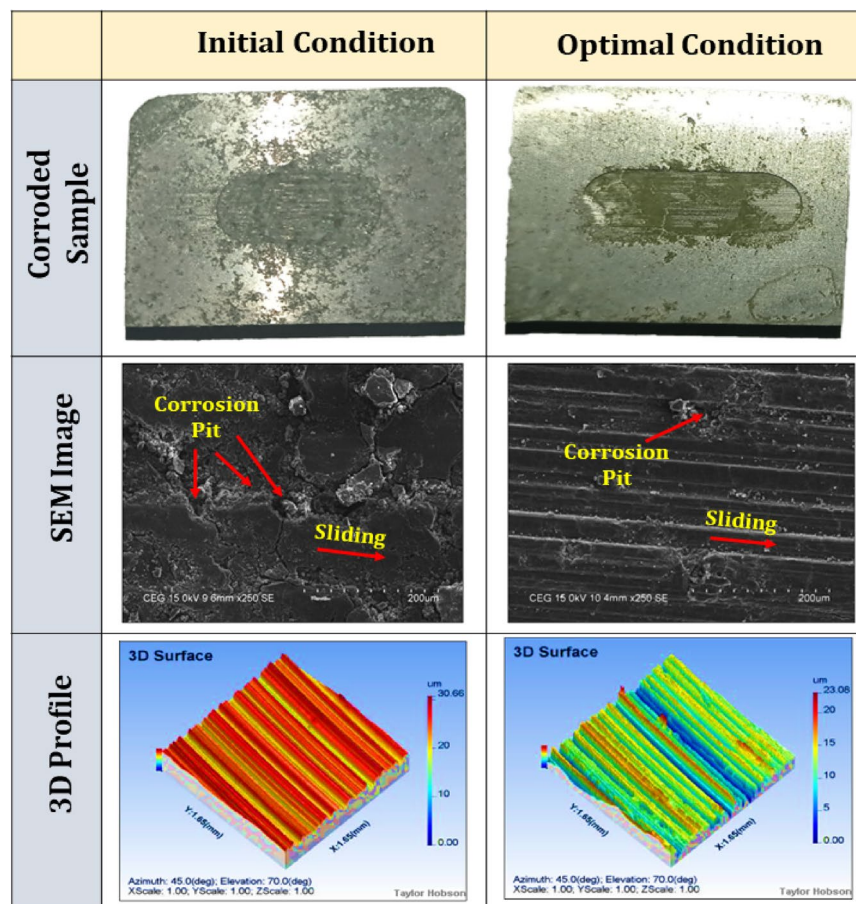 Initial Condition
Optimal Condition
Corroded
Sample
SEM Image
Corrosion
Pit
Sliding
CEG 15.0kV 9.6mm x250 SE
200um
Corrosion
Pit
Sliding
CEG 15.0kV 10.4mm x250 SE
200um
3D Profile
3D Surface
um
30.66
20
10
0.00
Y:1.65(mm)
X:1.65(mm)
Azimuth: 45.0(deg); Elevation: 70.0(deg)
XScale: 1.00; YScale: 1.00; ZScale: 1.00
Taylor Hobson
3D Surface
um
23.08
20
15
10
5
0.00
Y:1.65(mm)
X:1.65(mm)
Azimuth: 45.0(deg); Elevation: 70.0(deg)
XScale: 1.00; YScale: 1.00; ZScale: 1.00
Taylor Hobson